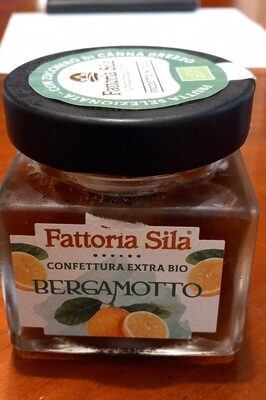 FRUTTA SELEZIONATA - CON ZUCCHERO DI CANNA GREZZO
Fattoria Sila
Fattoria Sila®
CONFETTURA EXTRA BIO
BERGAMOTTO